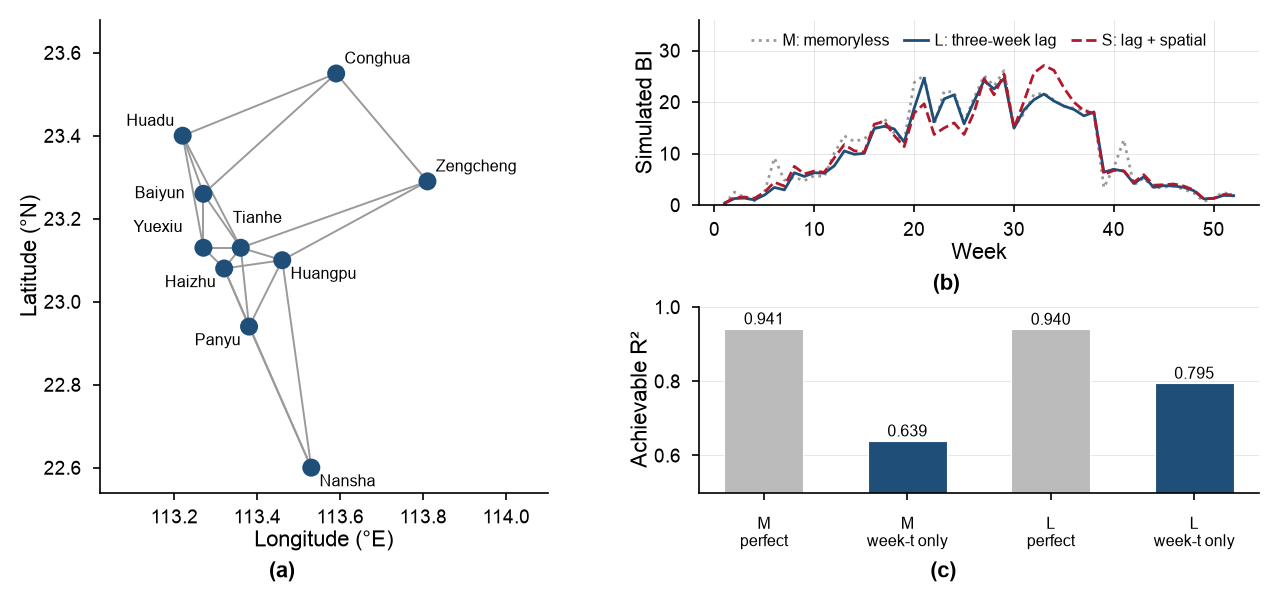 23.6
23.4
23.2
23.0
22.8
22.6
Latitude (°N)
Conghua
Huadu
Zengcheng
Baiyun
Tianhe
Yuexiu
Haizhu
Huangpu
Panyu
Nansha
113.2 113.4 113.6 113.8 114.0
Longitude (°E)
(a)
M: memoryless L: three-week lag S: lag + spatial
30
20
10
0
Simulated BI
0 10 20 30 40 50
Week
(b)
1.0
0.8
0.6
Achievable R²
0.941
0.639
0.940
0.795
M
perfect
M
week-t only
L
perfect
L
week-t only
(c)